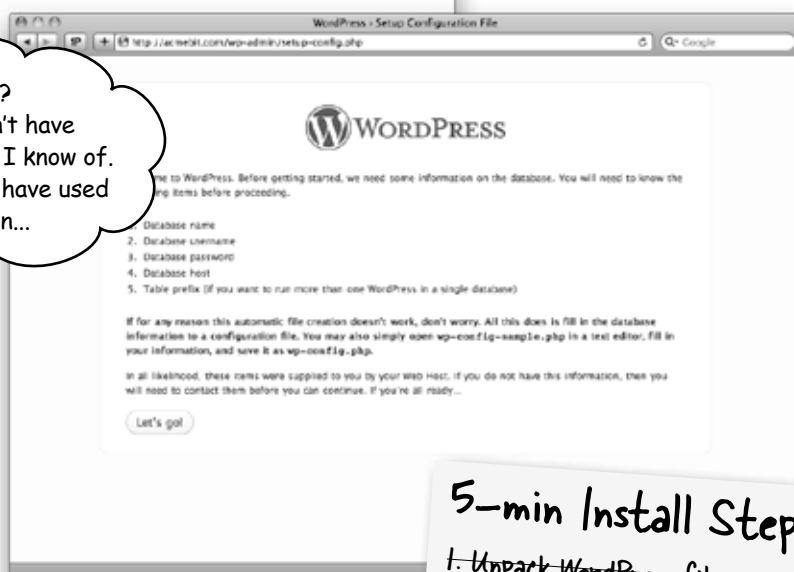 WordPress › Setup Configuration File
http://acmebit.com/wp-admin/setup-config.php
Google
?
't have
I know of.
have used
n...
WORDPRESS
me to WordPress. Before getting started, we need some information on the database. You will need to know the
ing items before proceeding.
1. Database name
2. Database username
3. Database password
4. Database host
5. Table prefix (if you want to run more than one WordPress in a single database)
If for any reason this automatic file creation doesn't work, don't worry. All this does is fill in the database
information to a configuration file. You may also simply open wp-config-sample.php in a text editor, fill in
your information, and save it as wp-config.php.
In all likelihood, these items were supplied to you by your Web Host. If you do not have this information, then you
will need to contact them before you can continue. If you're all ready...
Let's go!
5-min Install Step
1. Unpack WordPress fil